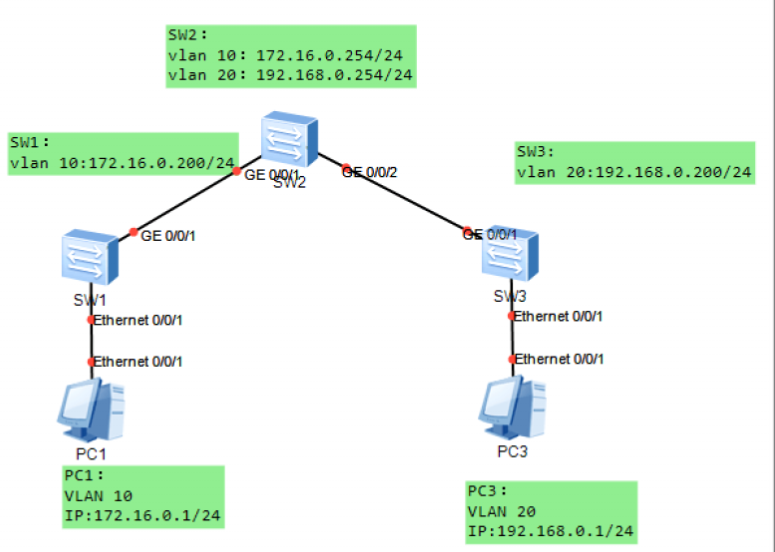 SW2:
vlan 10: 172.16.0.254/24
vlan 20: 192.168.0.254/24
SW1:
vlan 10:172.16.0.200/24
SW3:
vlan 20:192.168.0.200/24
GE 0/0/1
SW2
GE 0/0/2
GE 0/0/1
GE 0/0/1
SW1
SW3
Ethernet 0/0/1
Ethernet 0/0/1
Ethernet 0/0/1
Ethernet 0/0/1
PC1
PC3
PC1:
VLAN 10
IP:172.16.0.1/24
PC3:
VLAN 20
IP:192.168.0.1/24